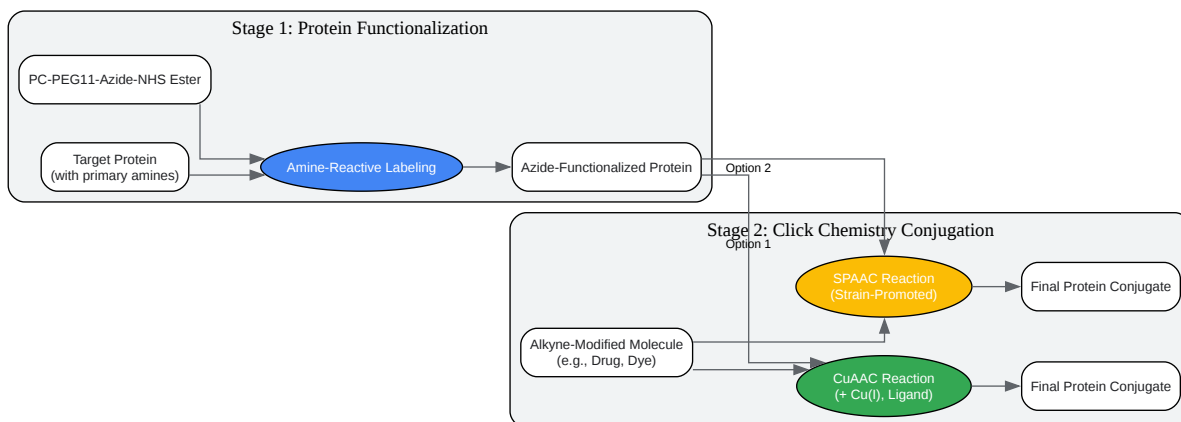 Stage 1: Protein Functionalization
PC-PEG11-Azide-NHS Ester
Target Protein
(with primary amines)
Amine-Reactive Labeling
Azide-Functionalized Protein
Option 2
Stage 2: Click Chemistry Conjugation
Option 1
SPAAC Reaction
(Strain-Promoted)
Final Protein Conjugate
Alkyne-Modified Molecule
(e.g., Drug, Dye)
CuAAC Reaction
(+ Cu(I), Ligand)
Final Protein Conjugate